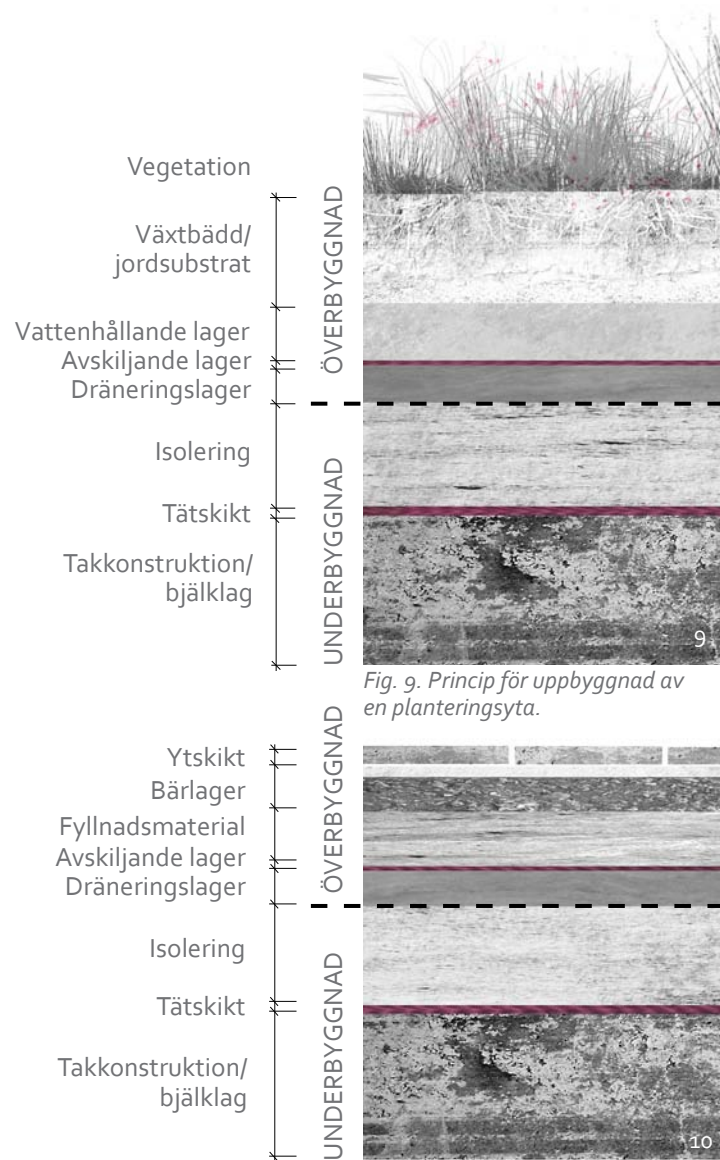 Vegetation
Växtbädd/
jordsubstrat
Vattenhållande lager
Avskiljande lager
Dräneringslager
ÖVERBYGGNAD
Isolering
Tätskikt
Takkonstruktion/
bjälklag
UNDERBYGGNAD
9
Fig. 9. Princip för uppbyggnad av
en planteringsyta.
Ytskikt
Bärlager
Fyllnadsmaterial
Avskiljande lager
Dräneringslager
ÖVERBYGGNAD
Isolering
Tätskikt
Takkonstruktion/
bjälklag
UNDERBYGGNAD
10